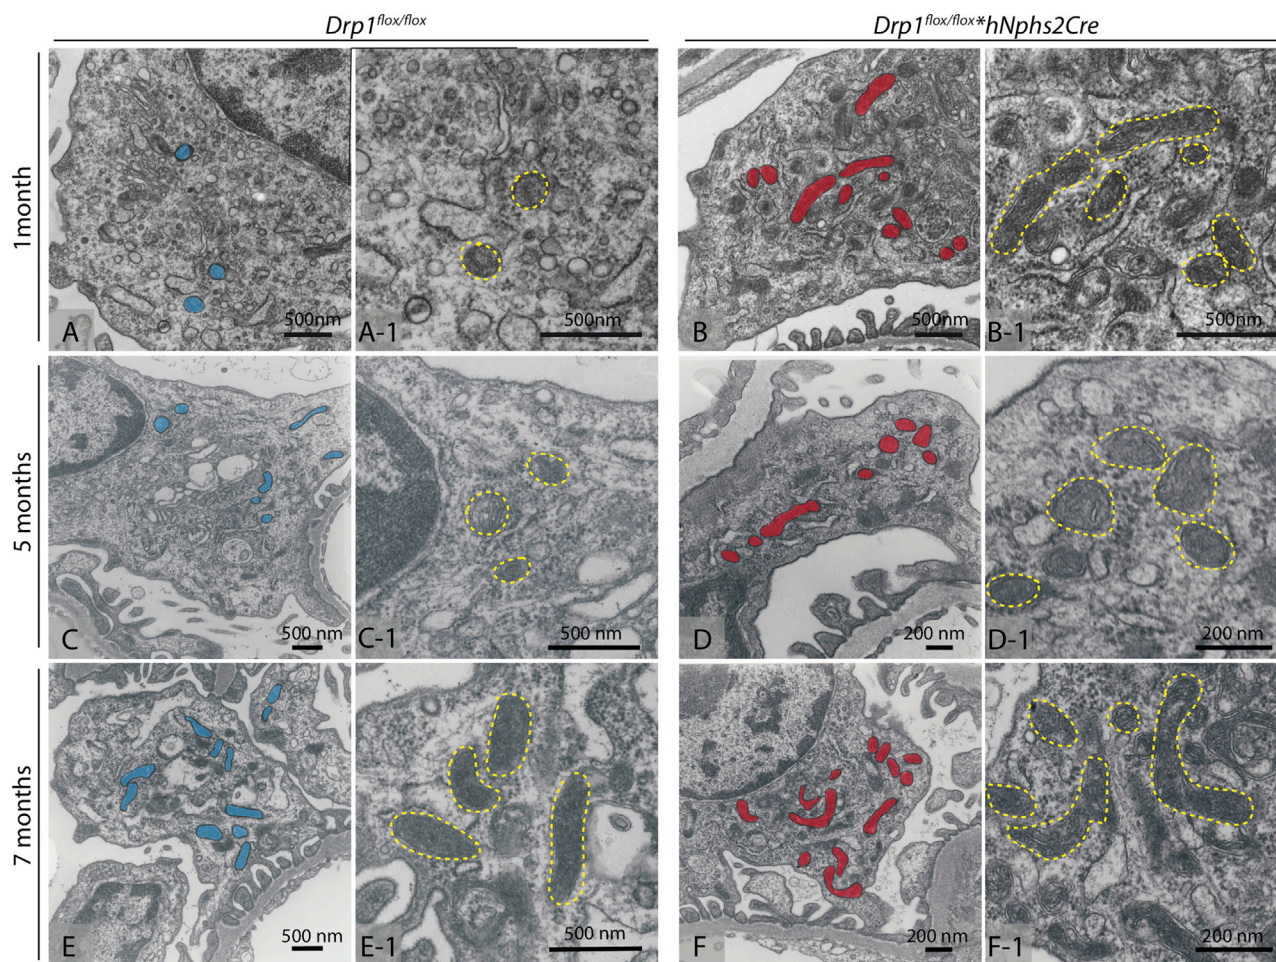 Drp1flox/flox
Drp1flox/flox*hNphs2Cre
1month
A
500nm
A-1
500nm
B
500nm
B-1
500nm
5 months
C
500 nm
C-1
500 nm
D
200 nm
D-1
200 nm
7 months
E
500 nm
E-1
500 nm
F
200 nm
F-1
200 nm